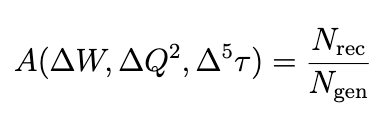 A(ΔW, ΔQ², Δ⁵τ) = N_rec / N_gen